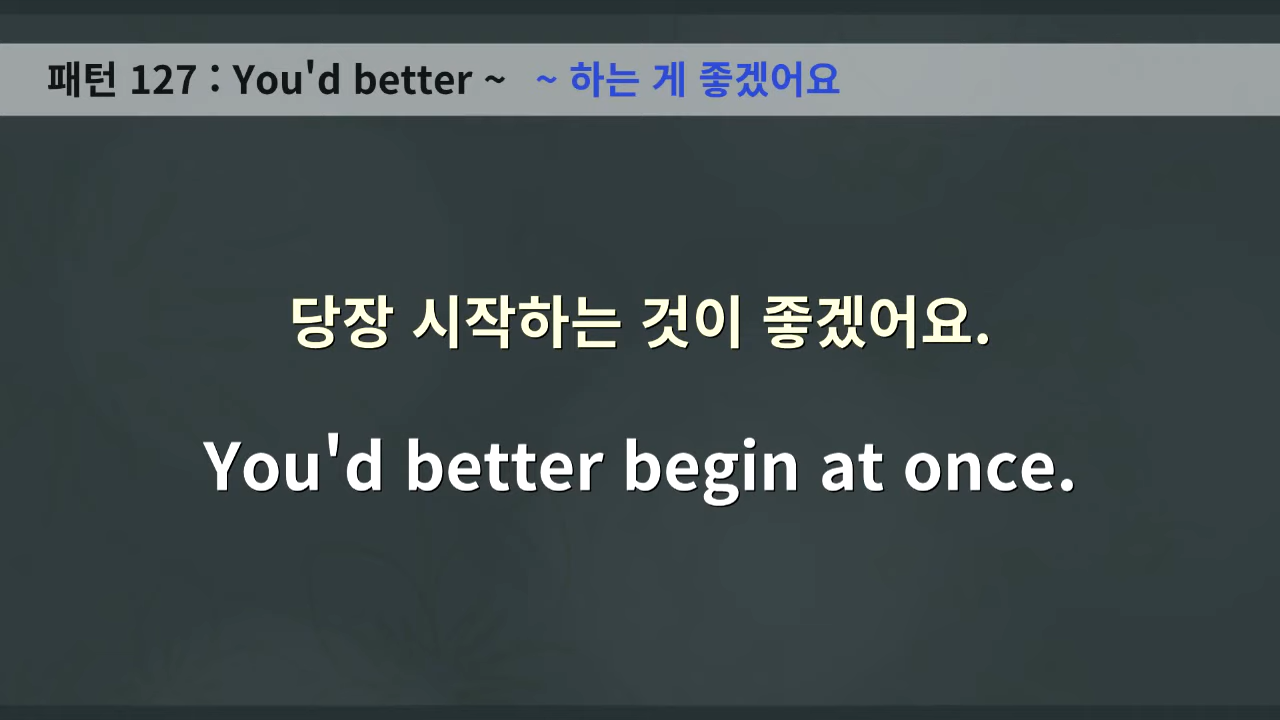 패턴 127 : You'd better ~ ~ 하는 게 좋겠어요
당장 시작하는 것이 좋겠어요.
You'd better begin at once.